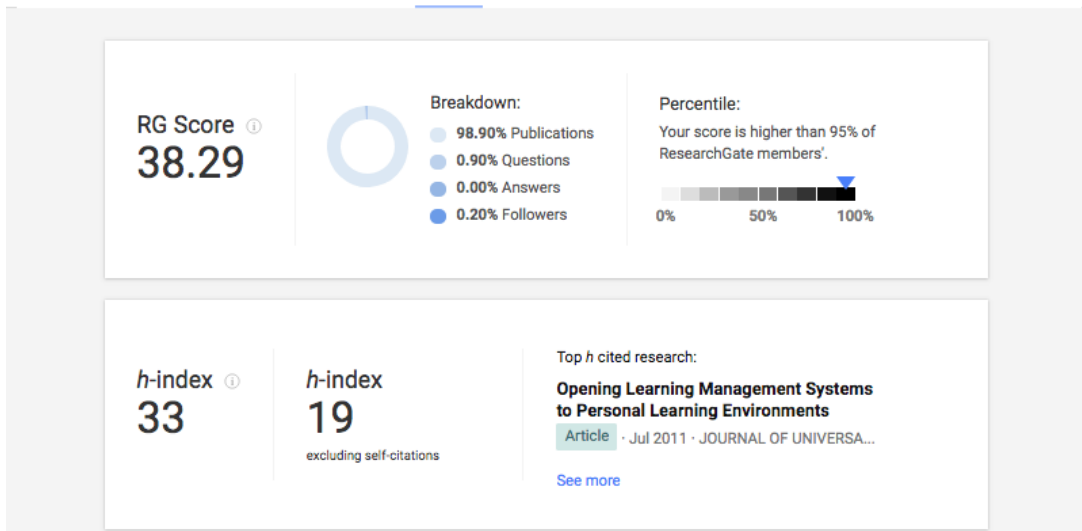 RG Score
38.29
Breakdown:
98.90% Publications
0.90% Questions
0.00% Answers
0.20% Followers
Percentile:
Your score is higher than 95% of
ResearchGate members'.
0% 50% 100%
h-index
33
h-index
19
excluding self-citations
Top h cited research:
Opening Learning Management Systems
to Personal Learning Environments
Article · Jul 2011 · JOURNAL OF UNIVERSA...
See more